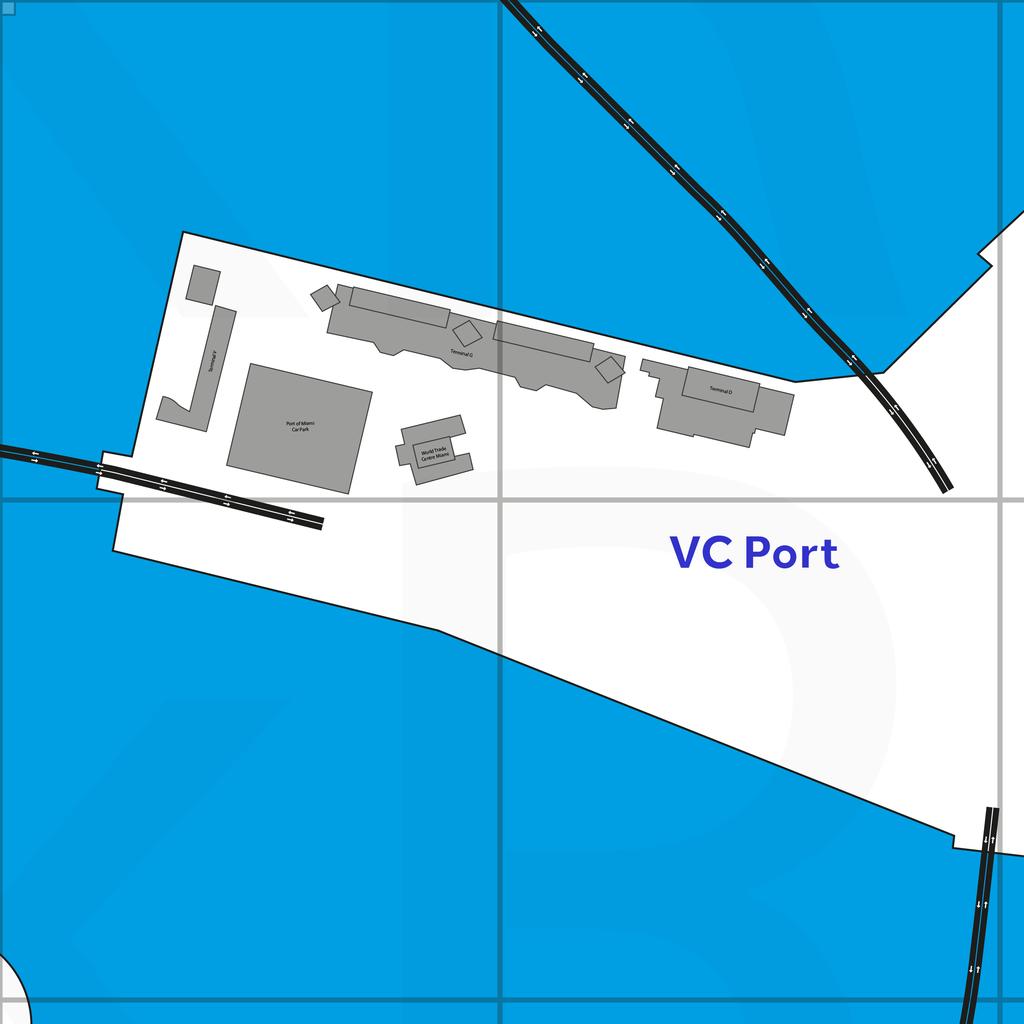 Terminal F
Terminal G
Terminal D
Port of Miami
Car Park
World Trade
Centre Miami
VC Port